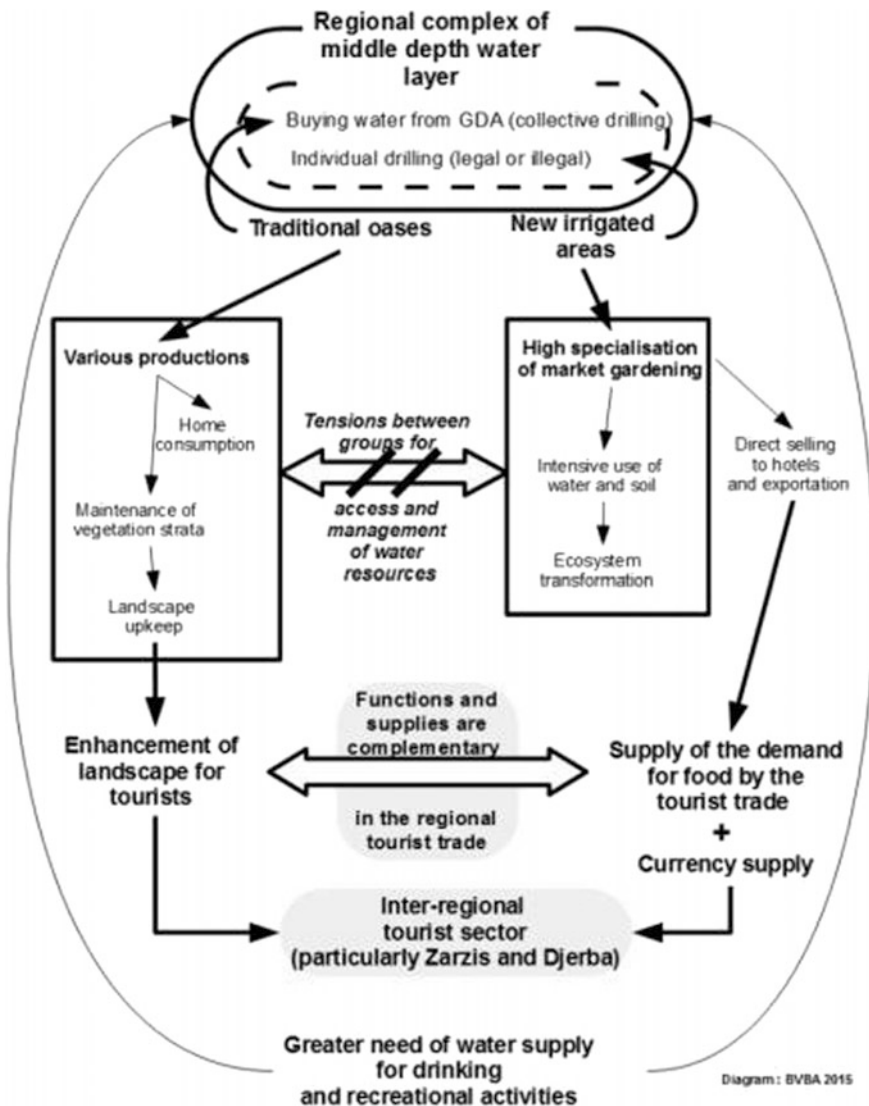 Regional complex of
middle depth water
layer
Buying water from GDA (collective drilling)
Individual drilling (legal or illegal)
Traditional oases
New irrigated
areas
Various productions
Home
consumption
Maintenance of
vegetation strata
Landscape
upkeep
Tensions between
groups for
access and
management
of water
resources
High specialisation
of market gardening
Intensive use of
water and soil
Ecosystem
transformation
Direct selling
to hotels
and exportation
Enhancement of
landscape for
tourists
Functions and
supplies are
complementary
in the regional
tourist trade
Supply of the demand
for food by the
tourist trade
+
Currency supply
Inter-regional
tourist sector
(particularly Zarzis and Djerba)
Greater need of water supply
for drinking
and recreational activities
Diagram : BVBA 2015